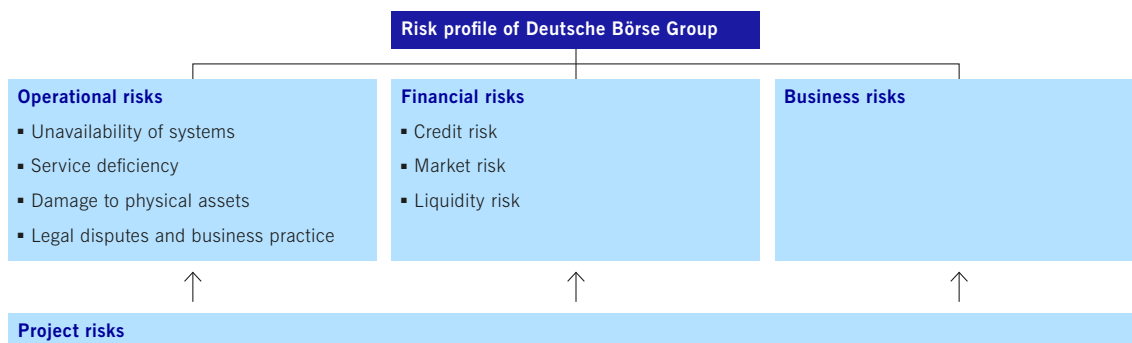 Risk profile of Deutsche Börse Group
Operational risks
▪ Unavailability of systems
▪ Service deficiency
▪ Damage to physical assets
▪ Legal disputes and business practice
Financial risks
▪ Credit risk
▪ Market risk
▪ Liquidity risk
Business risks
Project risks